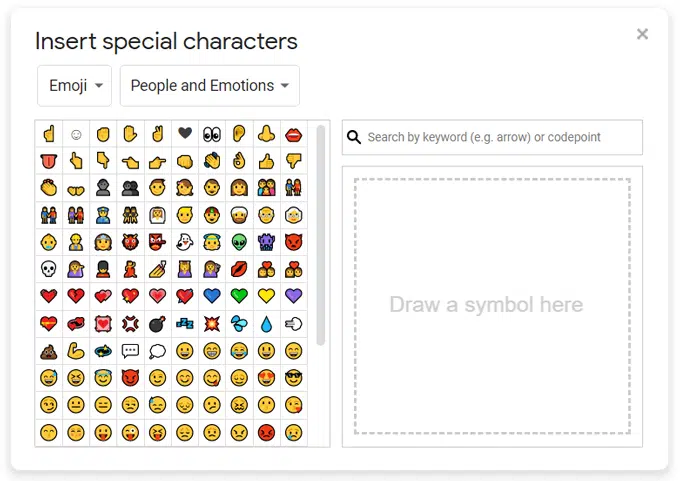 Insert special characters
Emoji
People and Emotions
Search by keyword (e.g. arrow) or codepoint
Draw a symbol here